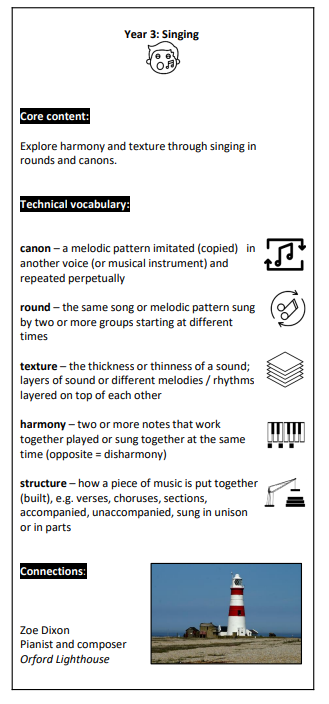 Year 3: Singing
Core content:
Explore harmony and texture through singing in
rounds and canons.
Technical vocabulary:
canon – a melodic pattern imitated (copied) in
another voice (or musical instrument) and
repeated perpetually
round – the same song or melodic pattern sung
by two or more groups starting at different
times
texture – the thickness or thinness of a sound;
layers of sound or different melodies / rhythms
layered on top of each other
harmony – two or more notes that work
together played or sung together at the same
time (opposite = disharmony)
structure – how a piece of music is put together
(built), e.g. verses, choruses, sections,
accompanied, unaccompanied, sung in unison
or in parts
Connections:
Zoe Dixon
Pianist and composer
Orford Lighthouse